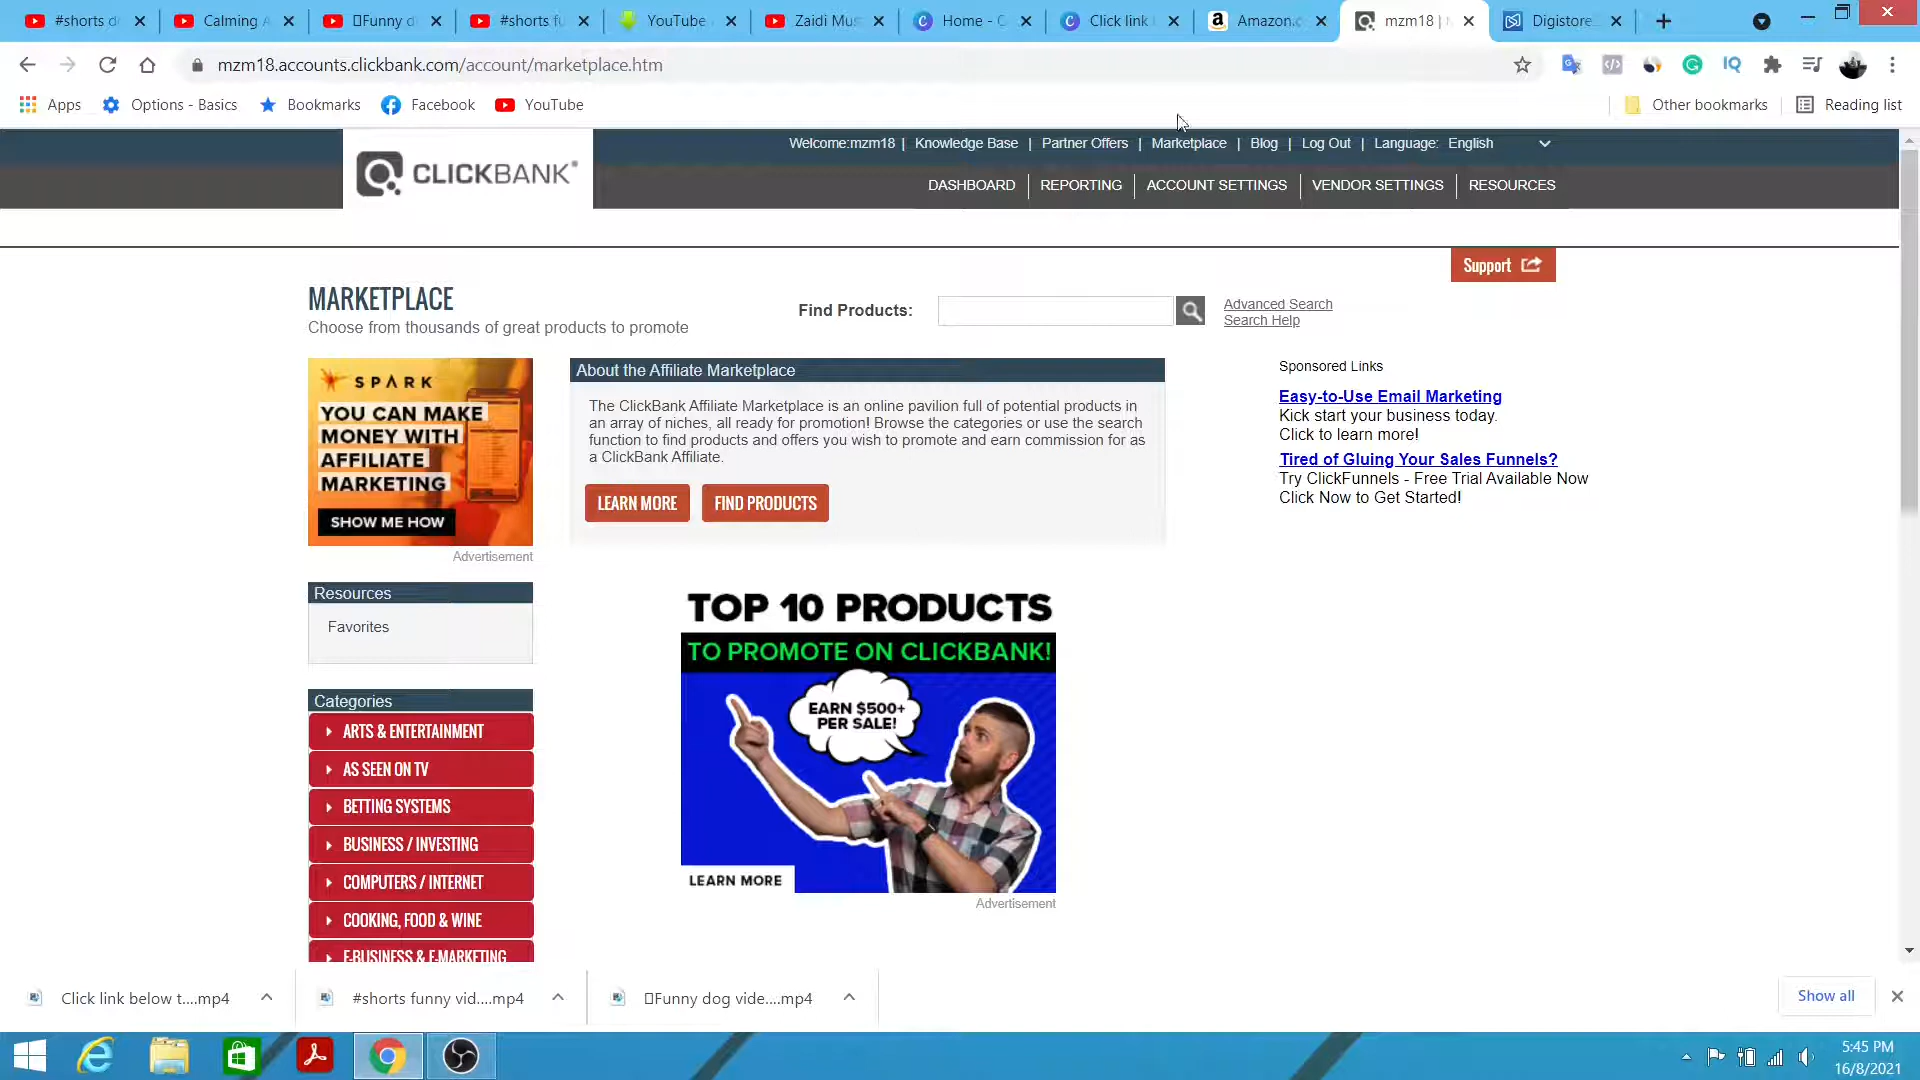 #shorts d
Calming A
Funny d
#shorts fu
YouTube
Zaidi Mus
Home - C
Click link
Amazon.c
mzm18 |
Digistore
mzm18.accounts.clickbank.com/account/marketplace.htm
Apps
Options - Basics
Bookmarks
Facebook
YouTube
Other bookmarks
Reading list
CLICKBANK
Welcome:mzm18 | Knowledge Base | Partner Offers | Marketplace | Blog | Log Out | Language: English
DASHBOARD | REPORTING | ACCOUNT SETTINGS | VENDOR SETTINGS | RESOURCES
Support
MARKETPLACE
Choose from thousands of great products to promote
Find Products:
Advanced Search
Search Help
SPARK
YOU CAN MAKE
MONEY WITH
AFFILIATE
MARKETING
SHOW ME HOW
Advertisement
About the Affiliate Marketplace
The ClickBank Affiliate Marketplace is an online pavilion full of potential products in
an array of niches, all ready for promotion! Browse the categories or use the search
function to find products and offers you wish to promote and earn commission for as
a ClickBank Affiliate.
LEARN MORE
FIND PRODUCTS
Sponsored Links
Easy-to-Use Email Marketing
Kick start your business today.
Click to learn more!
Tired of Gluing Your Sales Funnels?
Try ClickFunnels - Free Trial Available Now
Click Now to Get Started!
Resources
Favorites
Categories
ARTS & ENTERTAINMENT
AS SEEN ON TV
BETTING SYSTEMS
BUSINESS / INVESTING
COMPUTERS / INTERNET
COOKING, FOOD & WINE
E-BUSINESS & E-MARKETING
TOP 10 PRODUCTS
TO PROMOTE ON CLICKBANK!
EARN $500+
PER SALE!
LEARN MORE
Advertisement
Click link below t....mp4
#shorts funny vid....mp4
Funny dog vide....mp4
Show all
5:45 PM
16/8/2021